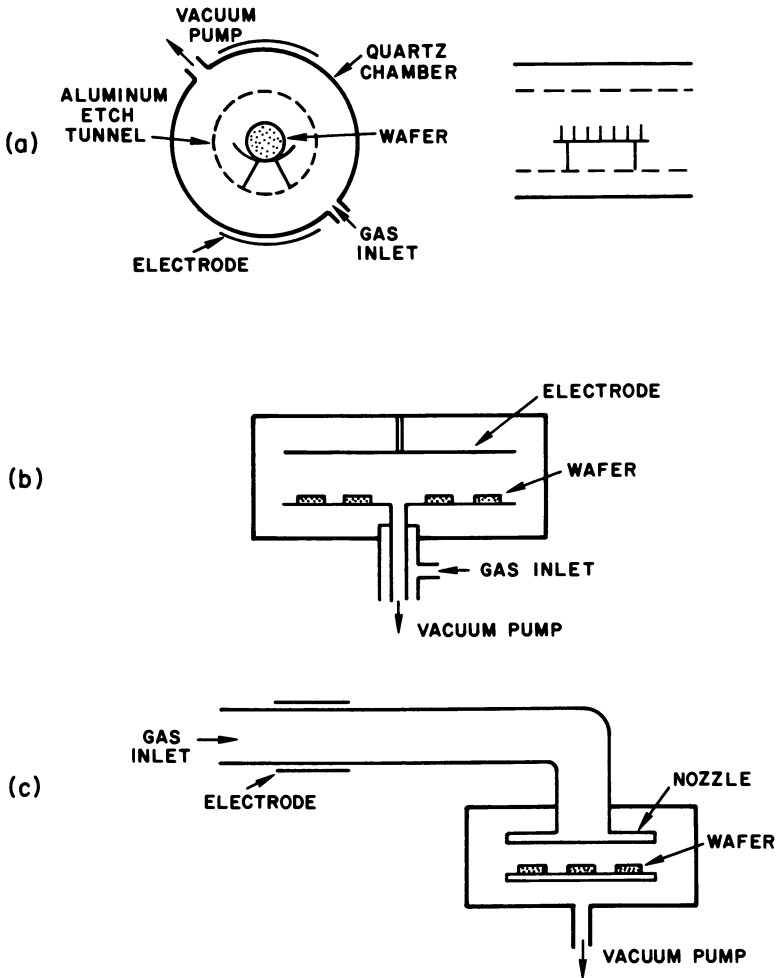 (a)
VACUUM
PUMP
QUARTZ
CHAMBER
ALUMINUM
ETCH
TUNNEL
WAFER
GAS
INLET
ELECTRODE
(b)
ELECTRODE
WAFER
GAS INLET
VACUUM PUMP
(c)
GAS
INLET
ELECTRODE
NOZZLE
WAFER
VACUUM PUMP